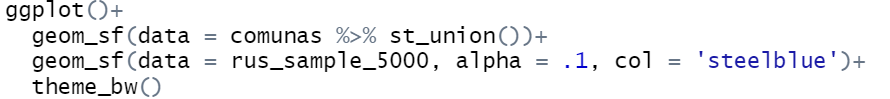 ggplot()+
  geom_sf(data = comunas %>% st_union())+
  geom_sf(data = rus_sample_5000, alpha = .1, col = 'steelblue')+
  theme_bw()